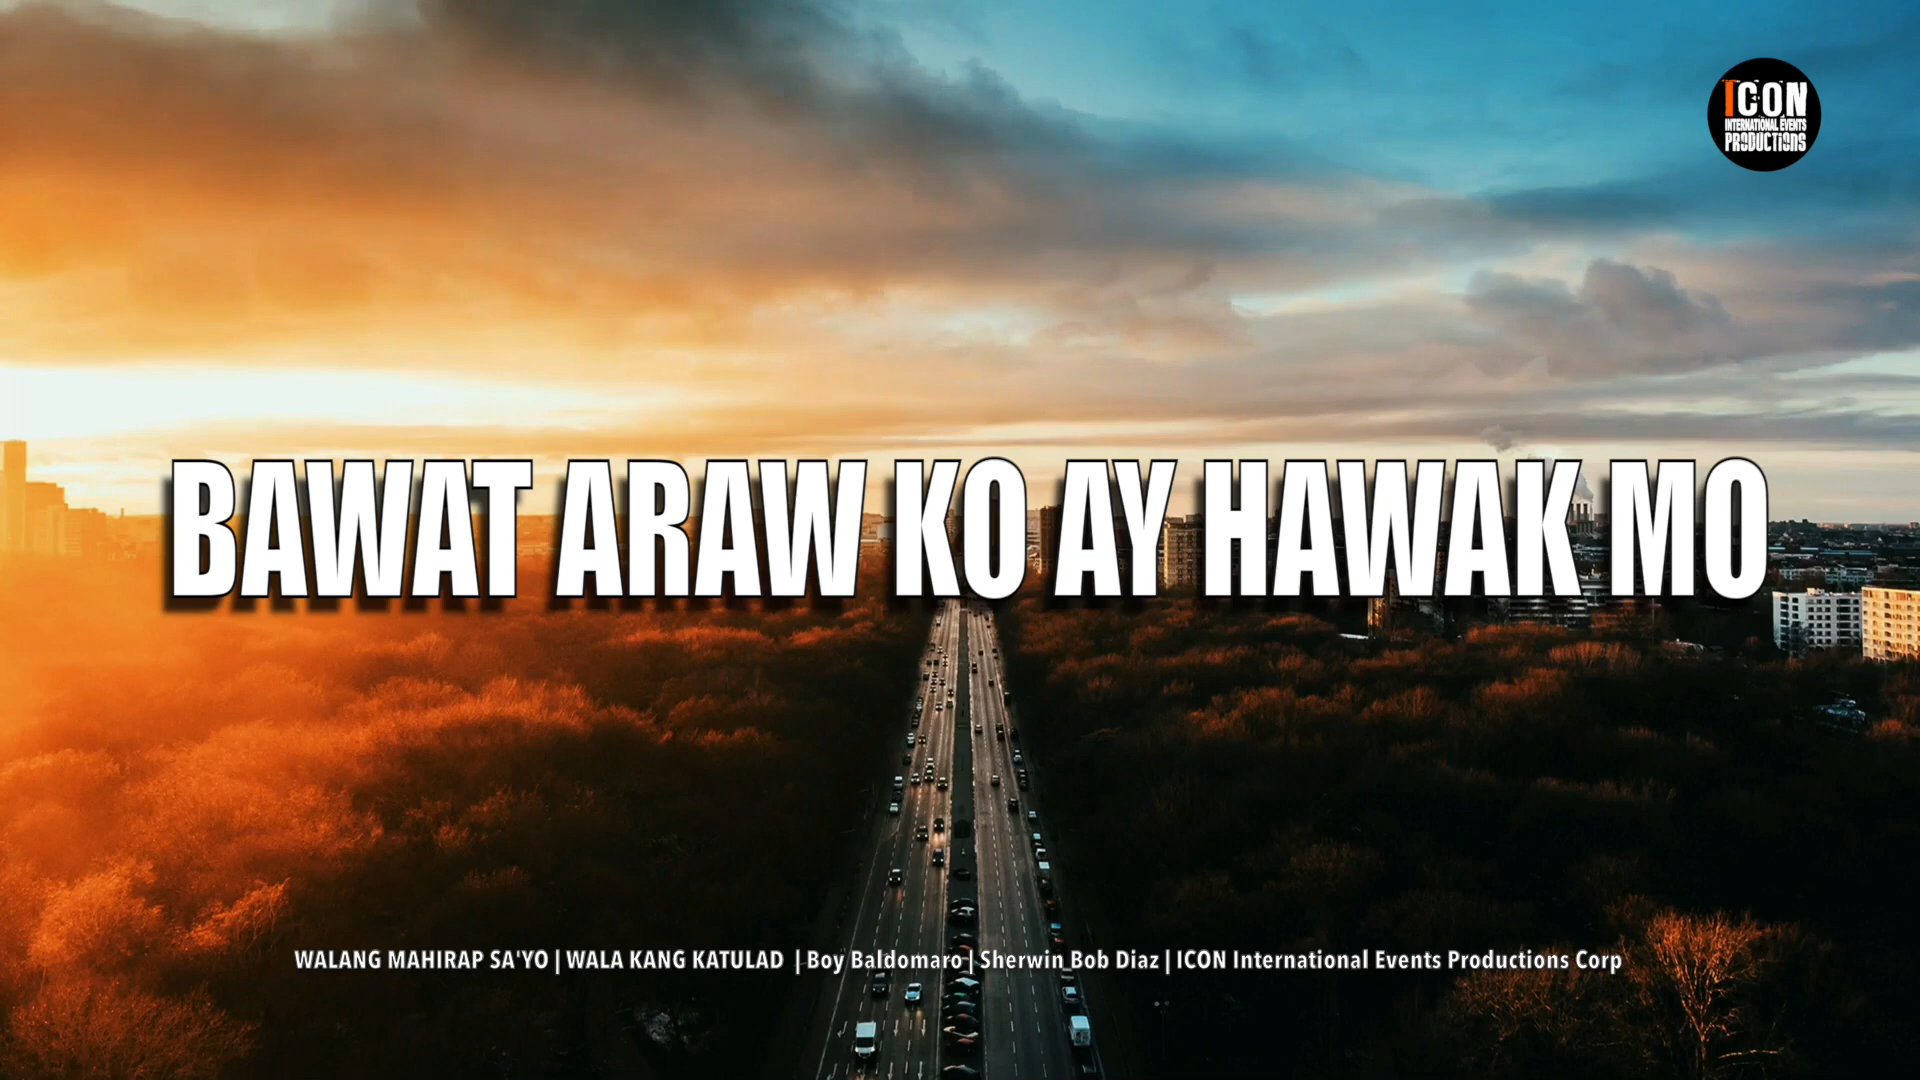 ICON
INTERNATIONAL EVENTS
PRODUCTIONS
BAWAT ARAW KO AY HAWAK MO
WALANG MAHIRAP SA'YO | WALA KANG KATULAD | Boy Baldomaro | Sherwin Bob Diaz | ICON International Events Productions Corp